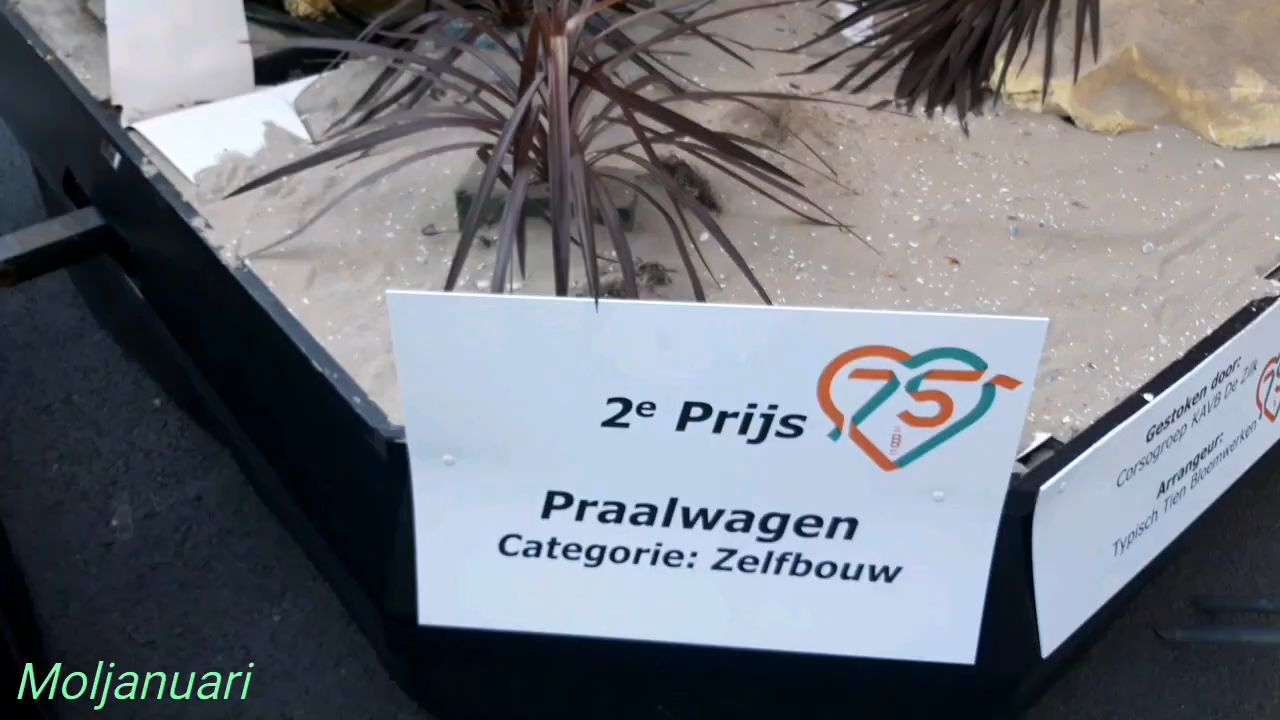 2e Prijs
75
Praalwagen
Categorie: Zelfbouw
Gestoken door:
Corsogroep KAVB De Zilk
Arrangeur:
Typisch Tien Bloemwerken
Moljanuari